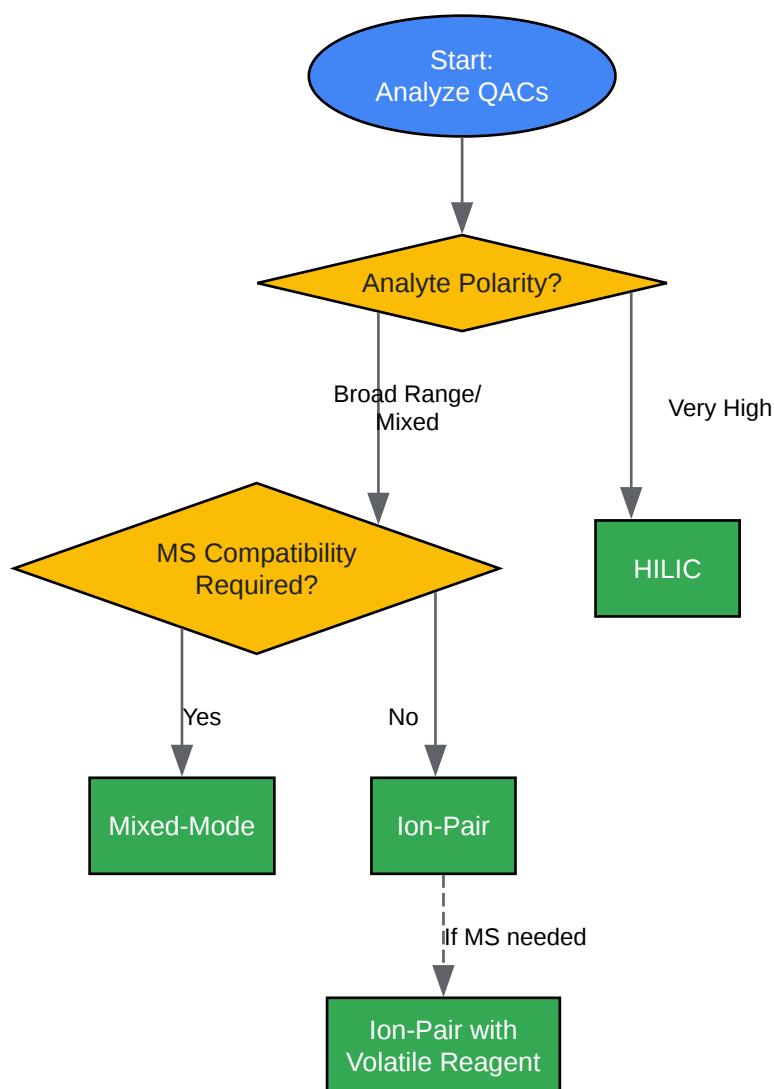 Start:
Analyze QACs
Analyte Polarity?
Broad Range/
Mixed
Very High
MS Compatibility
Required?
HILIC
Yes
No
Mixed-Mode
Ion-Pair
If MS needed
Ion-Pair with
Volatile Reagent